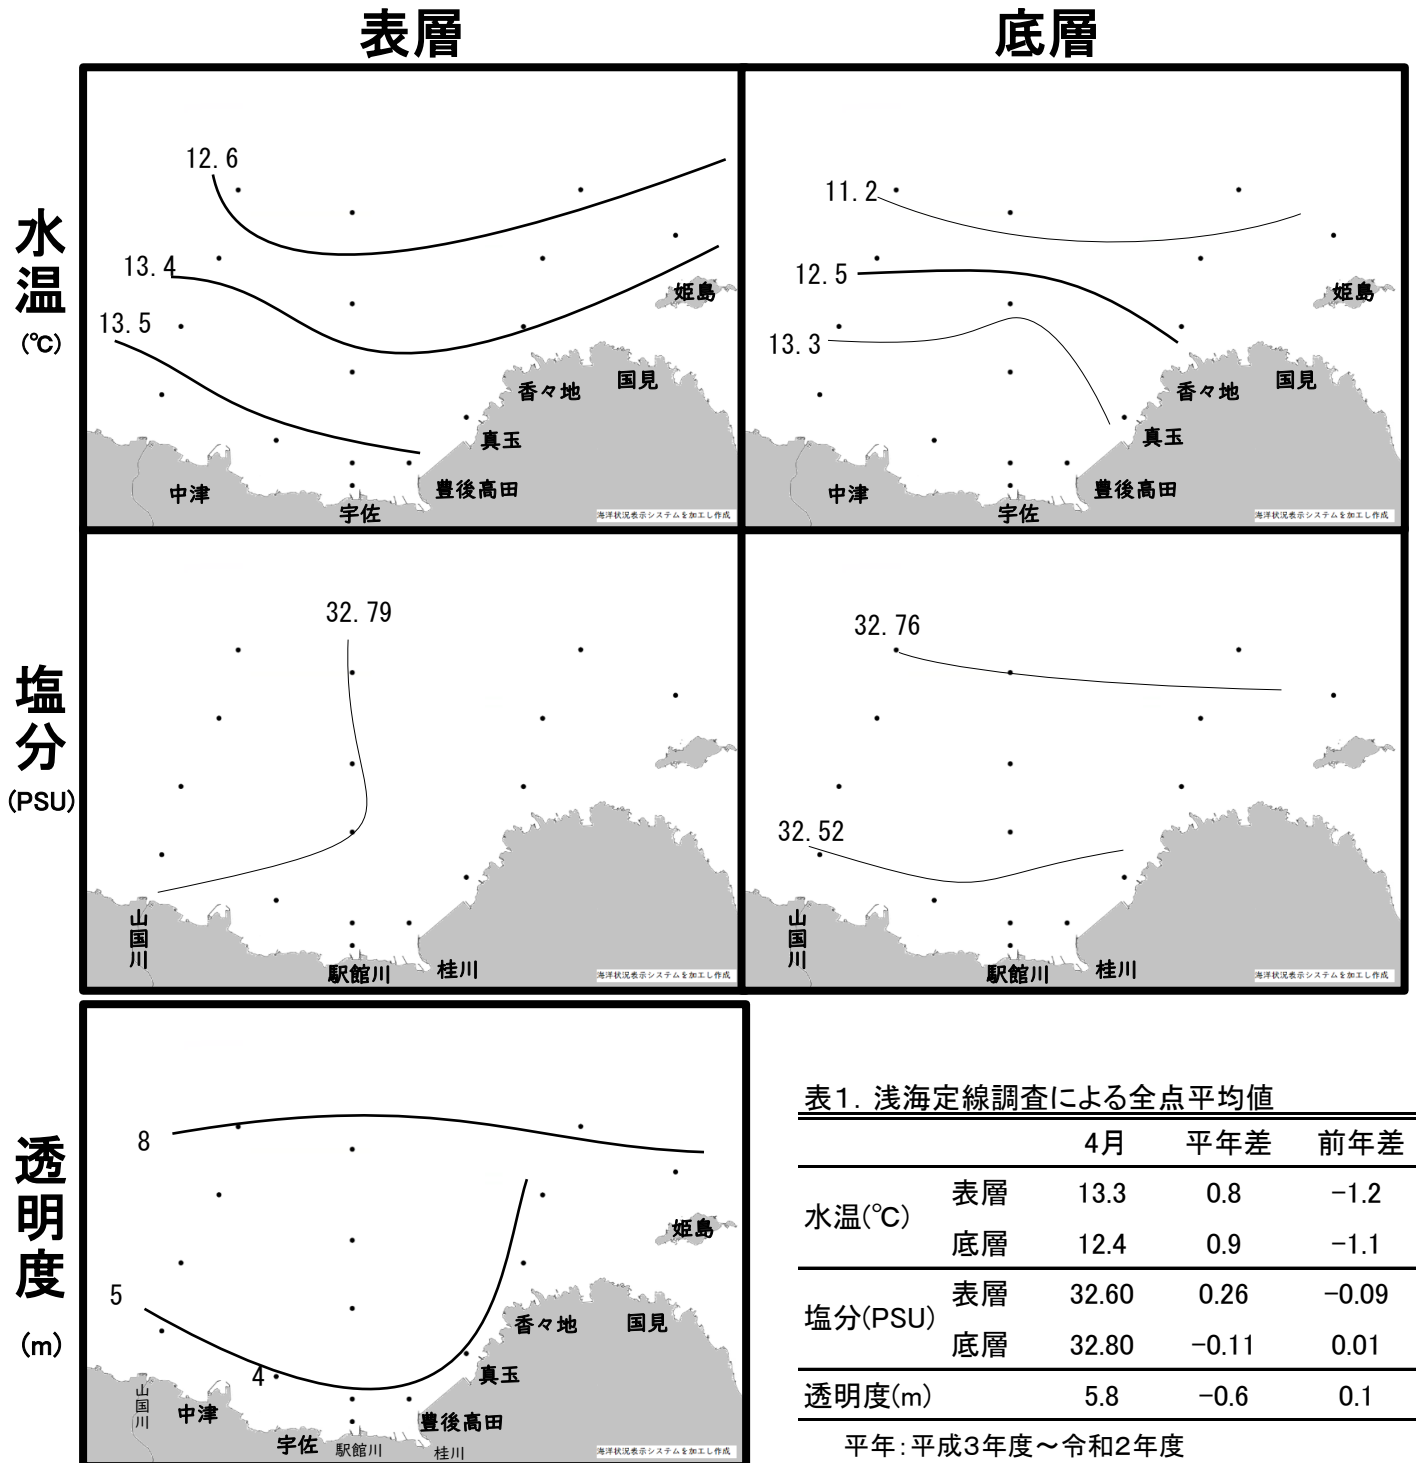 表層
底層
水温
(℃)
12.6
13.4
13.5
姫島
香々地
国見
真玉
中津
豊後高田
宇佐
海洋状況表示システムを加工し作成
11.2
12.5
13.3
姫島
香々地
国見
真玉
中津
豊後高田
宇佐
海洋状況表示システムを加工し作成
塩分
(PSU)
32.79
山国川
駅館川
桂川
海洋状況表示システムを加工し作成
32.76
32.52
山国川
駅館川
桂川
海洋状況表示システムを加工し作成
透明度
(m)
8
5
4
姫島
香々地
国見
真玉
山国川
中津
豊後高田
宇佐
駅館川
桂川
海洋状況表示システムを加工し作成
表1. 浅海定線調査による全点平均値
4月 平年差 前年差
水温(℃) 表層 13.3 0.8 -1.2
底層 12.4 0.9 -1.1
塩分(PSU) 表層 32.60 0.26 -0.09
底層 32.80 -0.11 0.01
透明度(m) 5.8 -0.6 0.1
平年:平成3年度~令和2年度